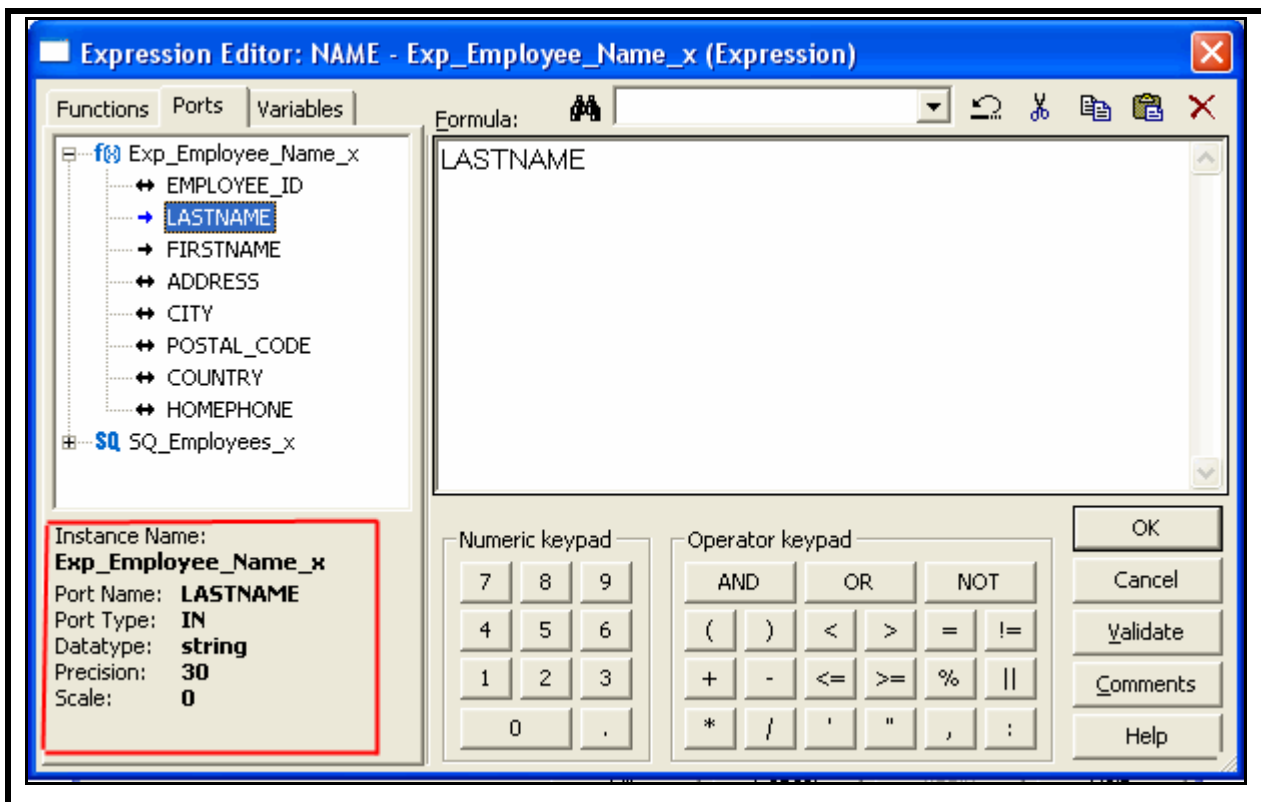 Expression Editor: NAME - Exp_Employee_Name_x (Expression)
Functions Ports Variables
Formula:
f(x) Exp_Employee_Name_x
EMPLOYEE_ID
LASTNAME
FIRSTNAME
ADDRESS
CITY
POSTAL_CODE
COUNTRY
HOMEPHONE
SQ SQ_Employees_x
LASTNAME
Instance Name:
Exp_Employee_Name_x
Port Name: LASTNAME
Port Type: IN
Datatype: string
Precision: 30
Scale: 0
Numeric keypad
7 8 9
4 5 6
1 2 3
0 .
Operator keypad
AND OR NOT
( ) < > = !=
+ - <= >= % ||
* / ' " , :
OK
Cancel
Validate
Comments
Help